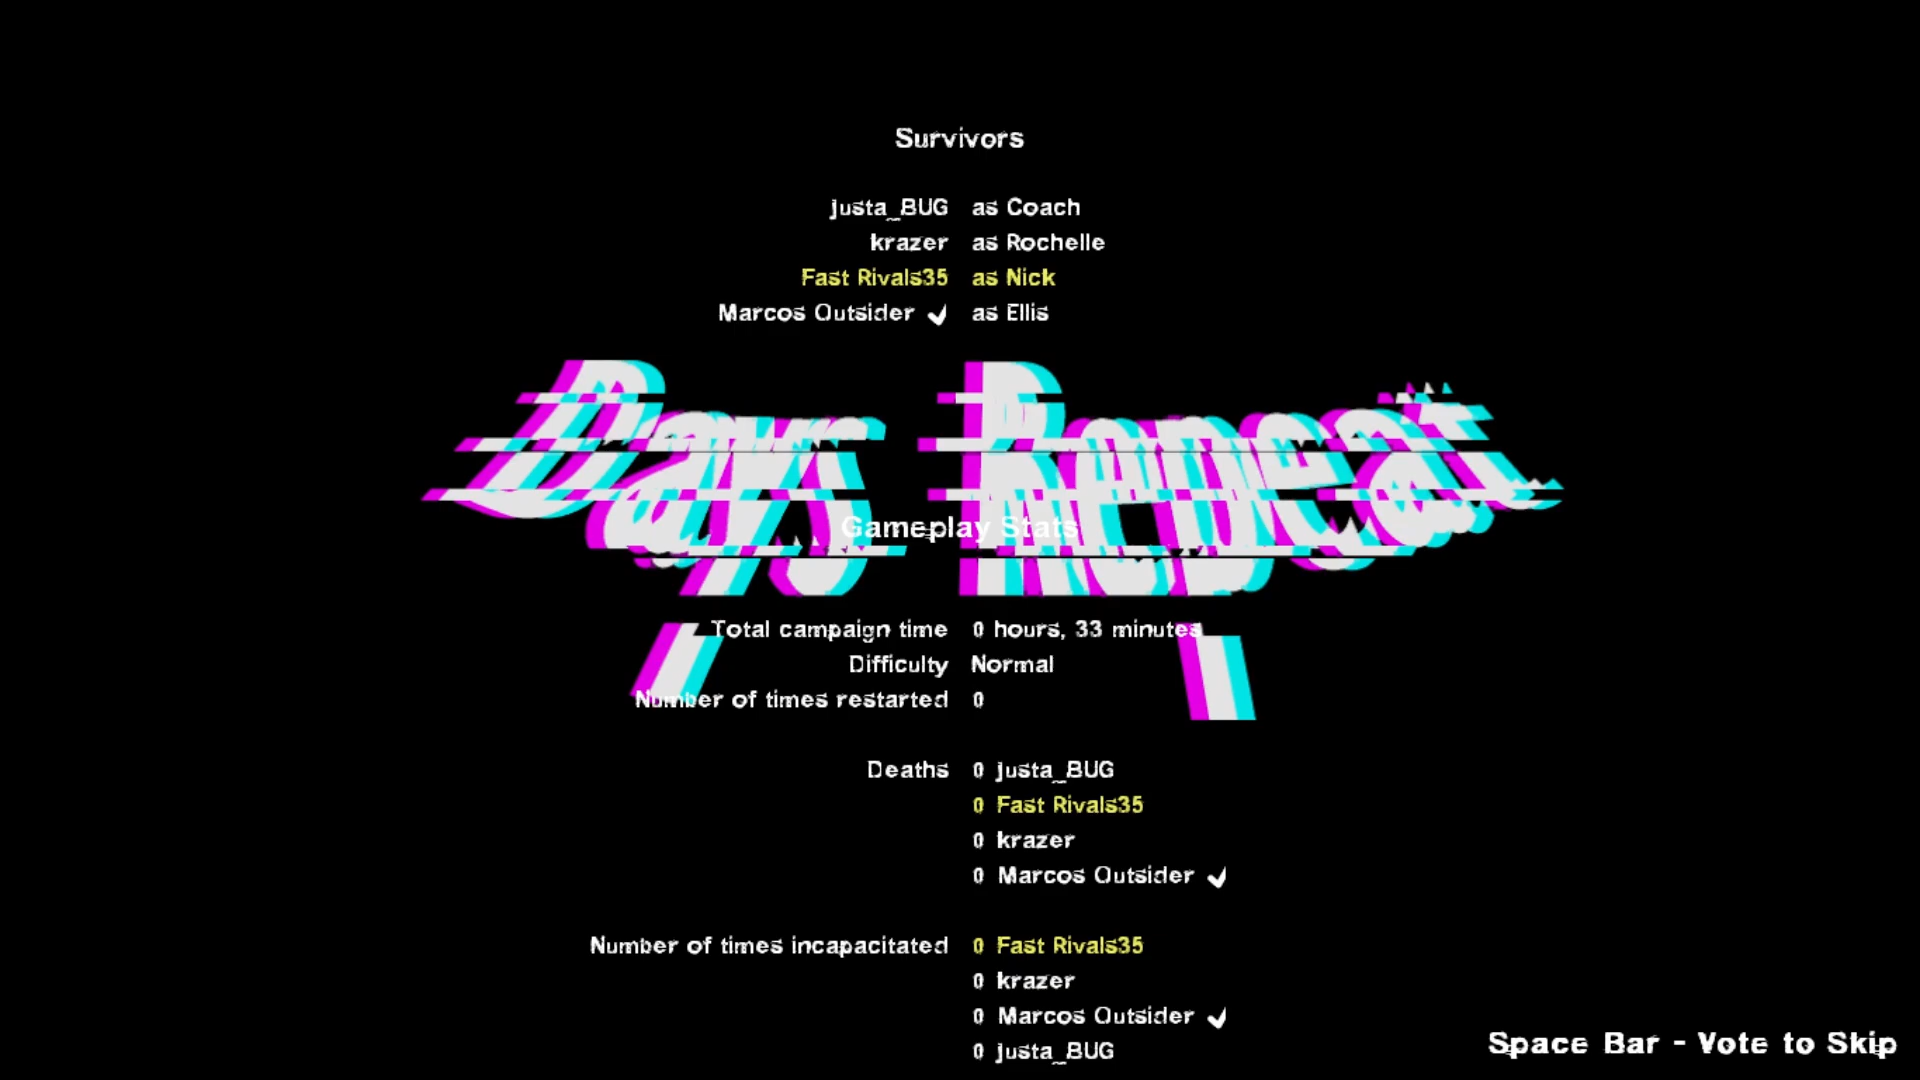 Survivors
justa_BUG as Coach
krazer as Rochelle
Fast Rivals35 as Nick
Marcos Outsider ✓ as Ellis
Days Repeat
Gameplay Stats
Total campaign time 0 hours, 33 minutes
Difficulty Normal
Number of times restarted 0
Deaths 0 justa_BUG
0 Fast Rivals35
0 krazer
0 Marcos Outsider ✓
Number of times incapacitated 0 Fast Rivals35
0 krazer
0 Marcos Outsider ✓
0 justa_BUG
Space Bar - Vote to Skip